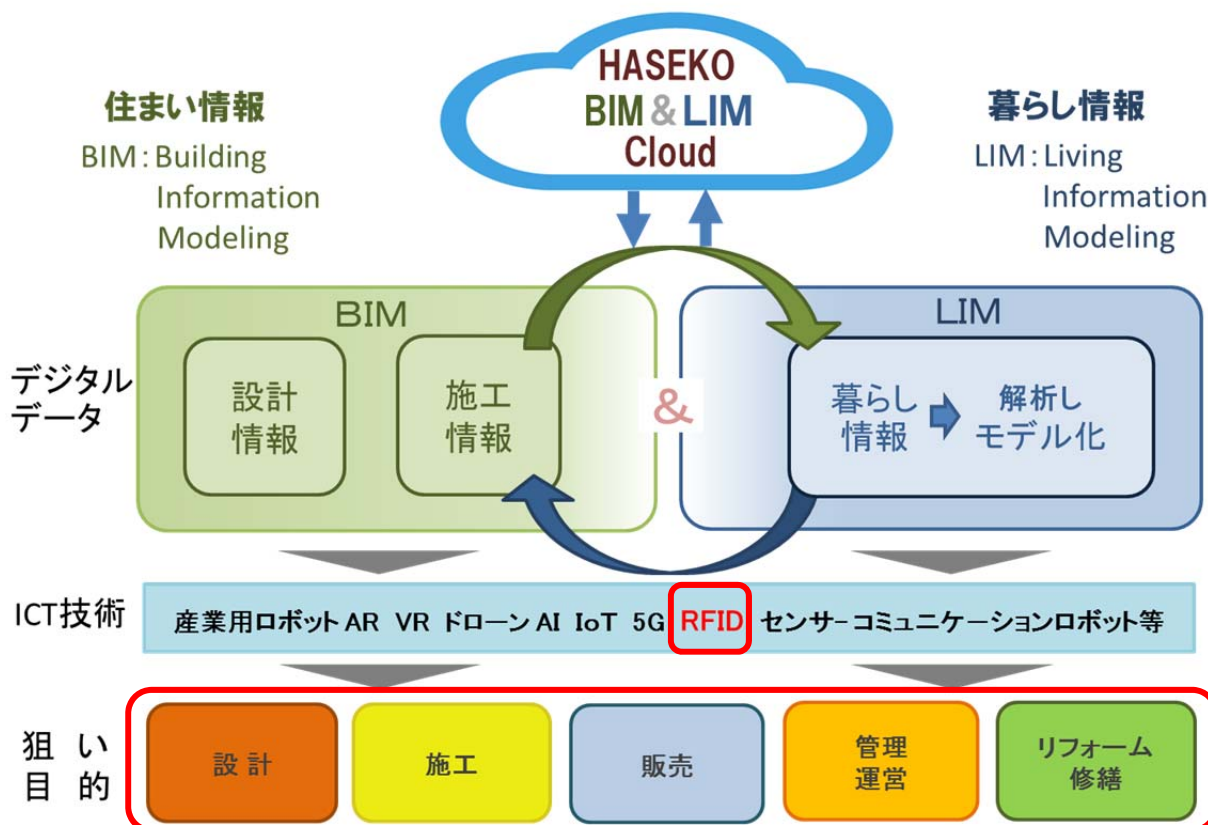 HASEKO
BIM & LIM
Cloud
住まい情報
BIM：Building
Information
Modeling
暮らし情報
LIM：Living
Information
Modeling
デジタル
データ
BIM
設計
情報
施工
情報
&
LIM
暮らし
情報
解析し
モデル化
ICT技術
産業用ロボット AR VR ドローン AI IoT 5G RFID センサーコミュニケーションロボット等
狙 い
目 的
設 計
施工
販売
管理
運営
リフォーム
修繕